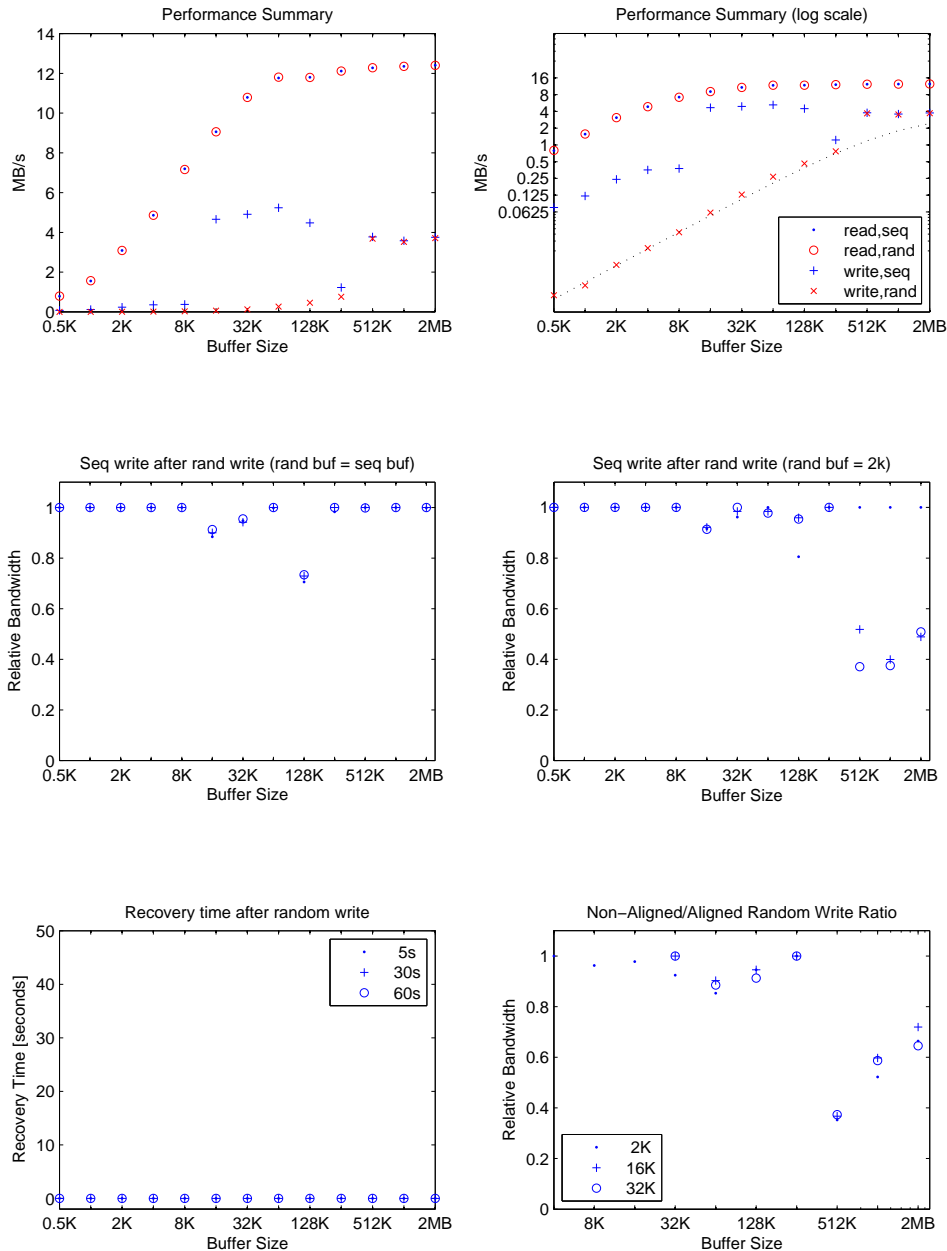 Performance Summary
14
12
10
8
6
4
2
0
MB/s
0.5K 2K 8K 32K 128K 512K 2MB
Buffer Size
Performance Summary (log scale)
16
8
4
2
1
0.5
0.25
0.125
0.0625
MB/s
read,seq
read,rand
write,seq
write,rand
0.5K 2K 8K 32K 128K 512K 2MB
Buffer Size
Seq write after rand write (rand buf = seq buf)
1
0.8
0.6
0.4
0.2
0
Relative Bandwidth
0.5K 2K 8K 32K 128K 512K 2MB
Buffer Size
Seq write after rand write (rand buf = 2k)
1
0.8
0.6
0.4
0.2
0
Relative Bandwidth
0.5K 2K 8K 32K 128K 512K 2MB
Buffer Size
Recovery time after random write
50
40
30
20
10
0
Recovery Time [seconds]
5s
30s
60s
0.5K 2K 8K 32K 128K 512K 2MB
Buffer Size
Non−Aligned/Aligned Random Write Ratio
1
0.8
0.6
0.4
0.2
0
Relative Bandwidth
2K
16K
32K
8K 32K 128K 512K 2MB
Buffer Size